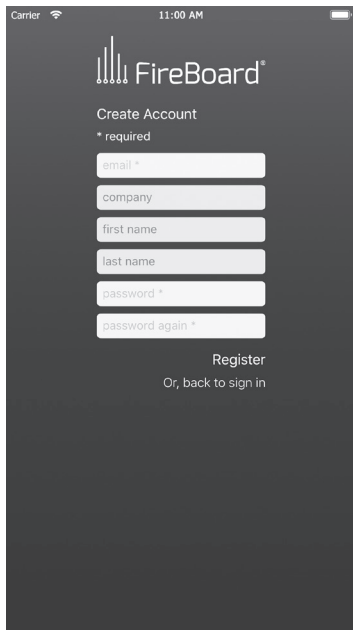 Carrier 11:00 AM
FireBoard®
Create Account
* required
email *
company
first name
last name
password *
password again *
Register
Or, back to sign in